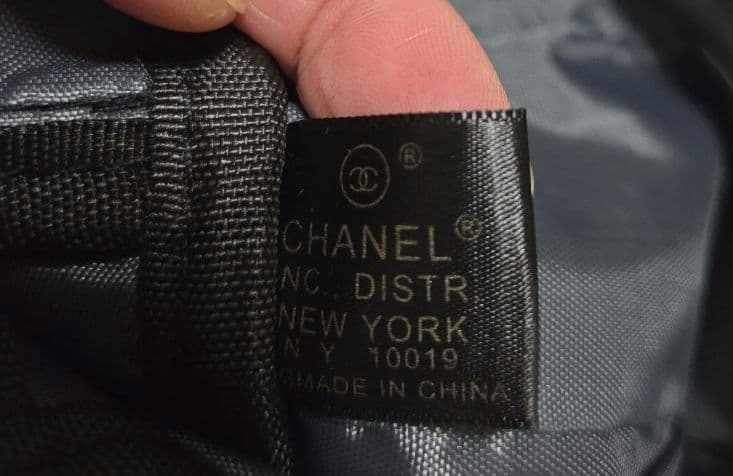 ®
CHANEL®
NC. DISTR
NEW YORK
N Y 10019
MADE IN CHINA